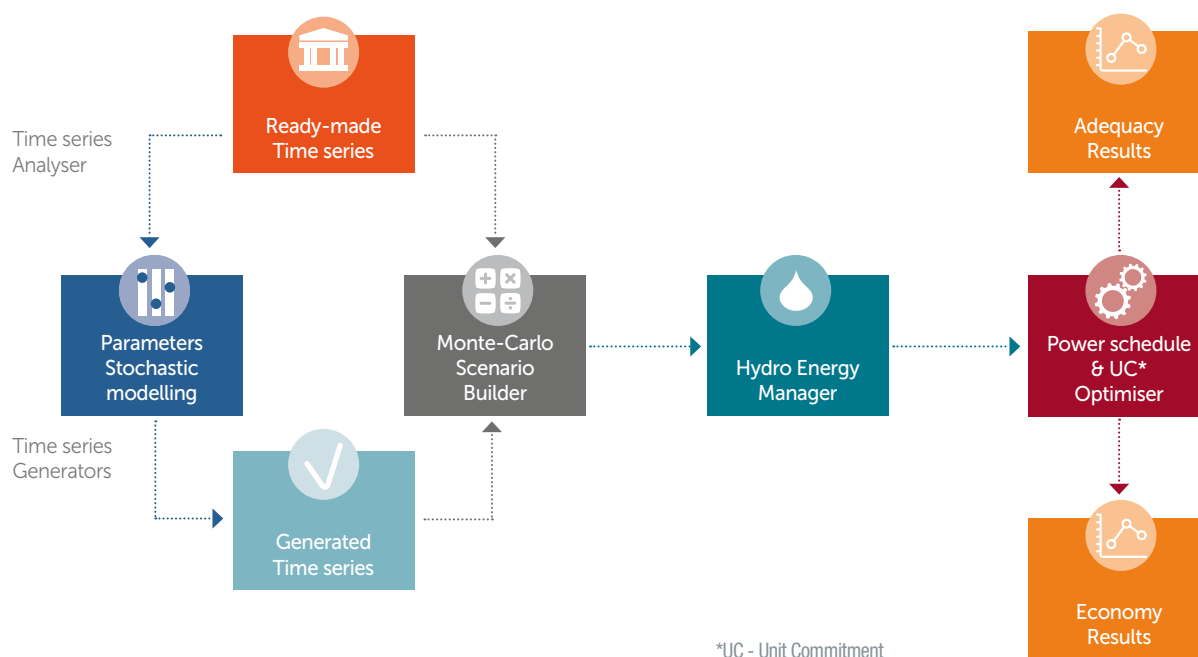 Ready-made
Time series
Adequacy
Results
Time series
Analyser
Parameters
Stochastic
modelling
Monte-Carlo
Scenario
Builder
Hydro Energy
Manager
Power schedule
& UC*
Optimiser
Time series
Generators
Generated
Time series
Economy
Results
*UC - Unit Commitment